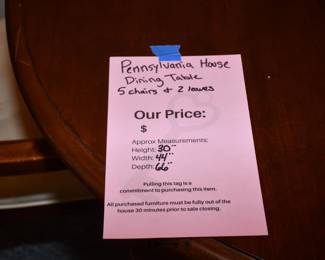 Pennsylvania House
Dining Table
5 chairs + 2 leaves
Our Price:
$
Approx Measurements:
Height: 30"
Width: 44"
Depth: 66"
Pulling this tag is a
commitment to purchasing this item.
All purchased furniture must be fully out of the
house 30 minutes prior to sale closing.